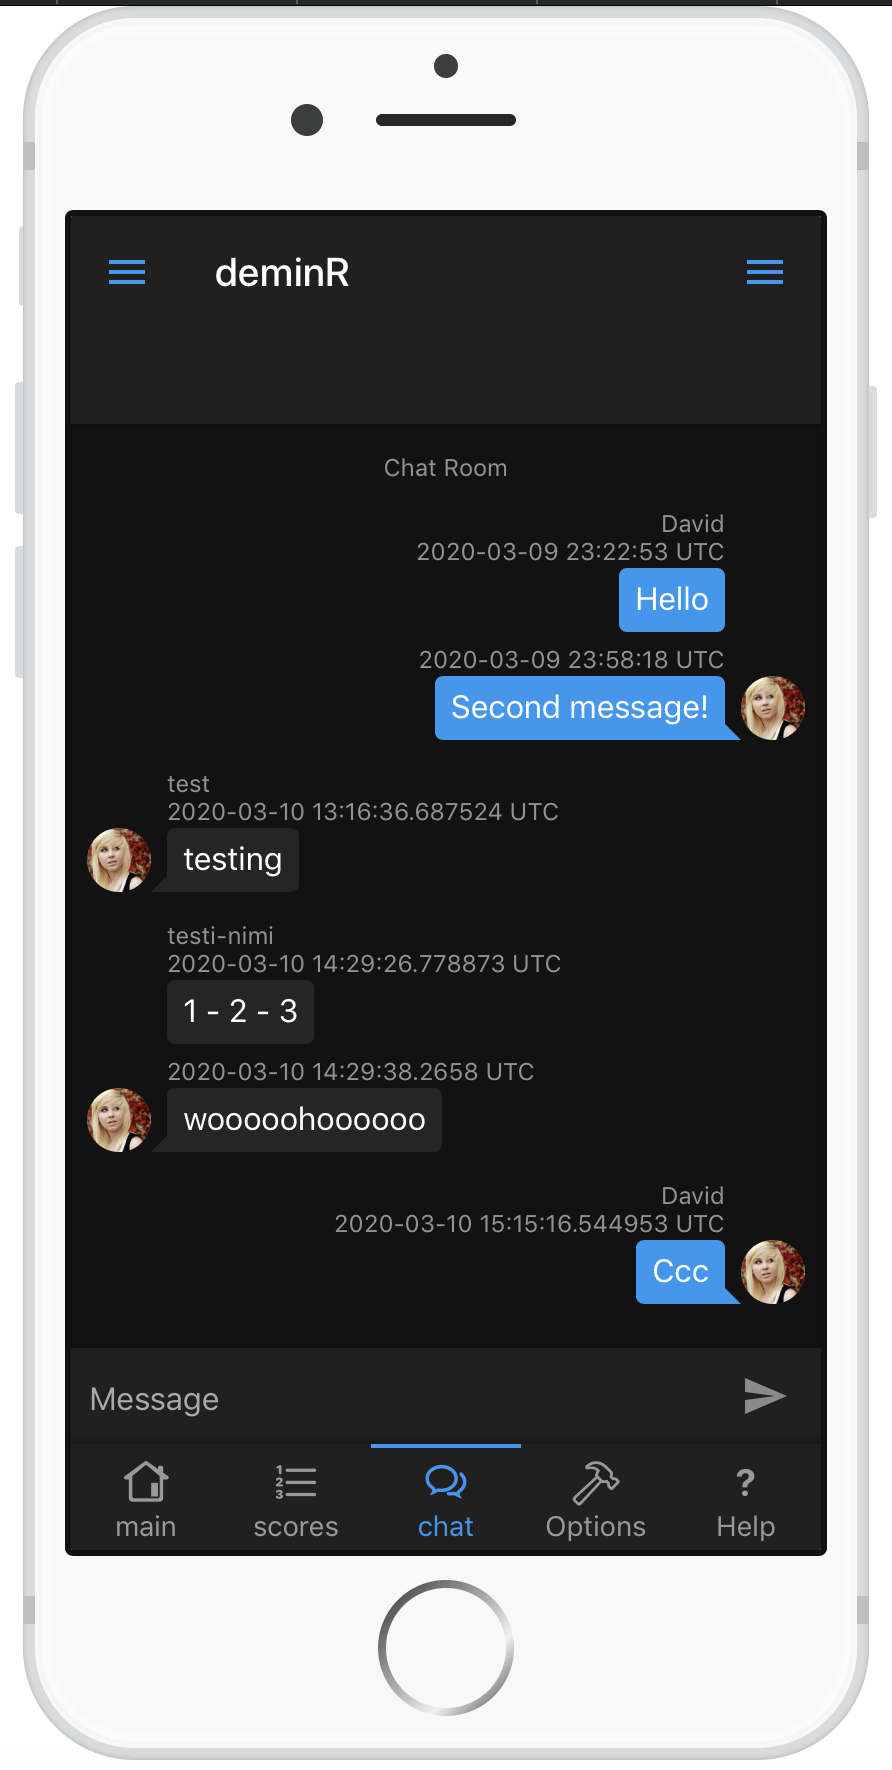 deminR
Chat Room
David
2020-03-09 23:22:53 UTC
Hello
2020-03-09 23:58:18 UTC
Second message!
test
2020-03-10 13:16:36.687524 UTC
testing
testi-nimi
2020-03-10 14:29:26.778873 UTC
1 - 2 - 3
2020-03-10 14:29:38.2658 UTC
wooooohoooooo
David
2020-03-10 15:15:16.544953 UTC
Ccc
Message
1
2
3
?
main scores chat Options Help